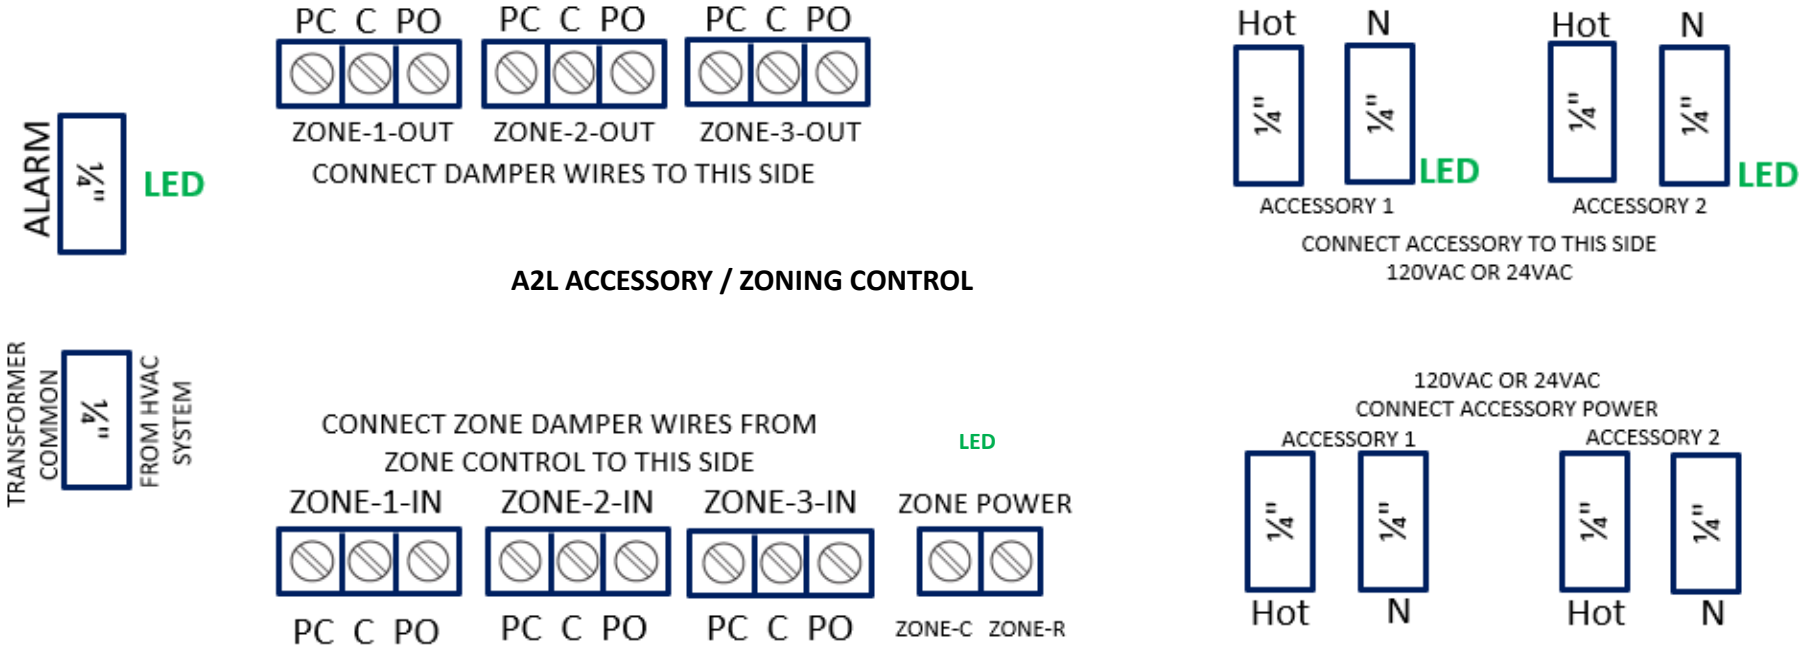 PC C PO
PC C PO
PC C PO
ZONE-1-OUT
ZONE-2-OUT
ZONE-3-OUT
CONNECT DAMPER WIRES TO THIS SIDE
Hot
N
Hot
N
1/4"
1/4"
1/4"
1/4"
LED
LED
ACCESSORY 1
ACCESSORY 2
CONNECT ACCESSORY TO THIS SIDE
120VAC OR 24VAC
ALARM
1/4"
LED
A2L ACCESSORY / ZONING CONTROL
TRANSFORMER
COMMON
1/4"
FROM HVAC
SYSTEM
CONNECT ZONE DAMPER WIRES FROM
ZONE CONTROL TO THIS SIDE
ZONE-1-IN
ZONE-2-IN
ZONE-3-IN
PC C PO
PC C PO
PC C PO
LED
ZONE POWER
ZONE-C
ZONE-R
120VAC OR 24VAC
CONNECT ACCESSORY POWER
ACCESSORY 1
ACCESSORY 2
1/4"
1/4"
1/4"
1/4"
Hot
N
Hot
N